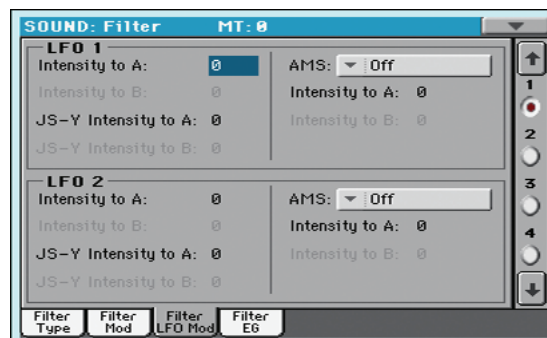 SOUND: Filter MT: 0
LFO 1
Intensity to A: 0 AMS: Off
Intensity to B: 0 Intensity to A: 0
JS-Y Intensity to A: 0 Intensity to B: 0
JS-Y Intensity to B: 0
LFO 2
Intensity to A: 0 AMS: Off
Intensity to B: 0 Intensity to A: 0
JS-Y Intensity to A: 0 Intensity to B: 0
JS-Y Intensity to B: 0
1
2
3
4
Filter Type
Filter Mod
Filter LFO Mod
Filter EG